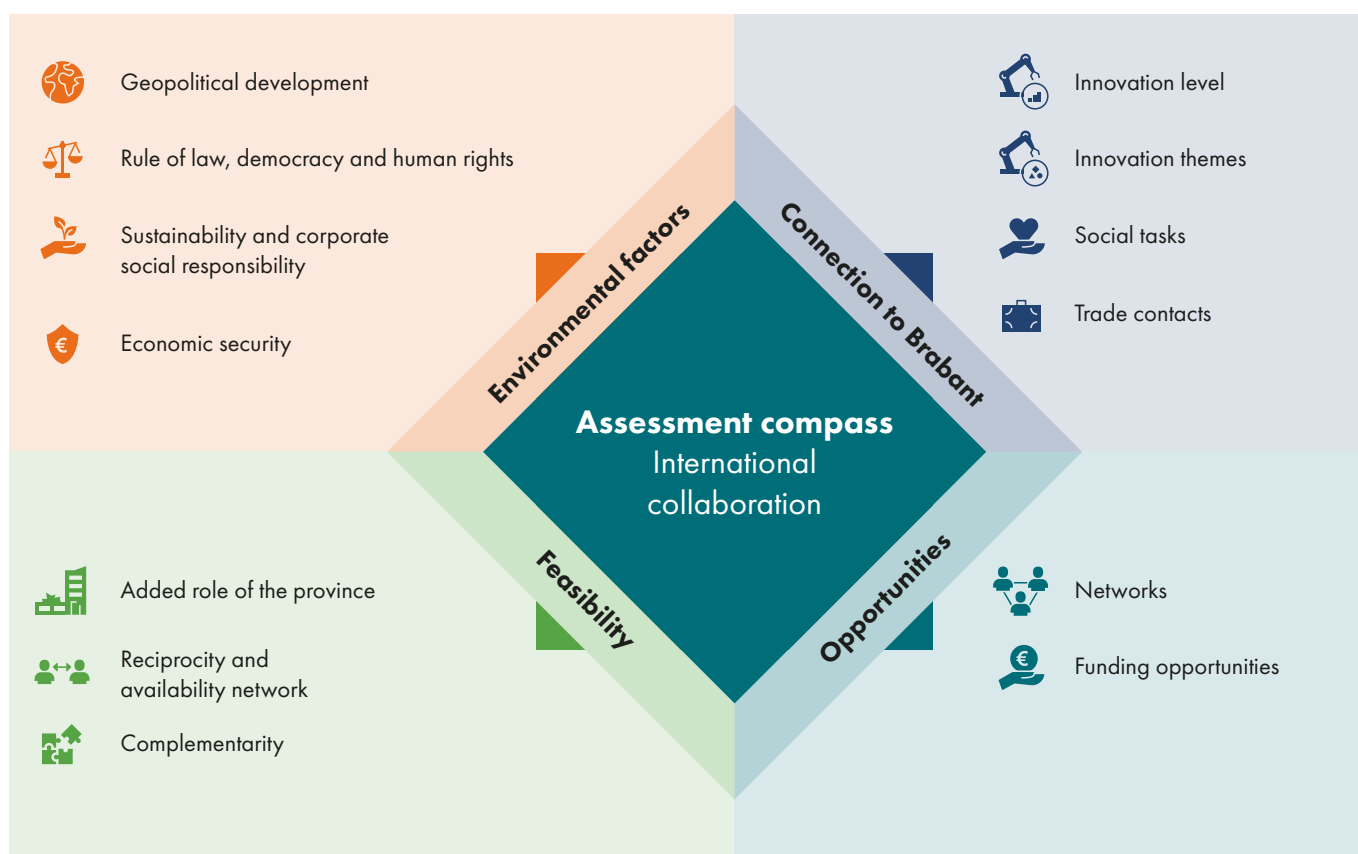 Geopolitical development
Rule of law, democracy and human rights
Sustainability and corporate
social responsibility
€
Economic security
Environmental factors
Innovation level
Innovation themes
Social tasks
Trade contacts
Connection to Brabant
Assessment compass
International
collaboration
Added role of the province
Reciprocity and
availability network
Complementarity
Feasibility
Opportunities
Networks
€
Funding opportunities